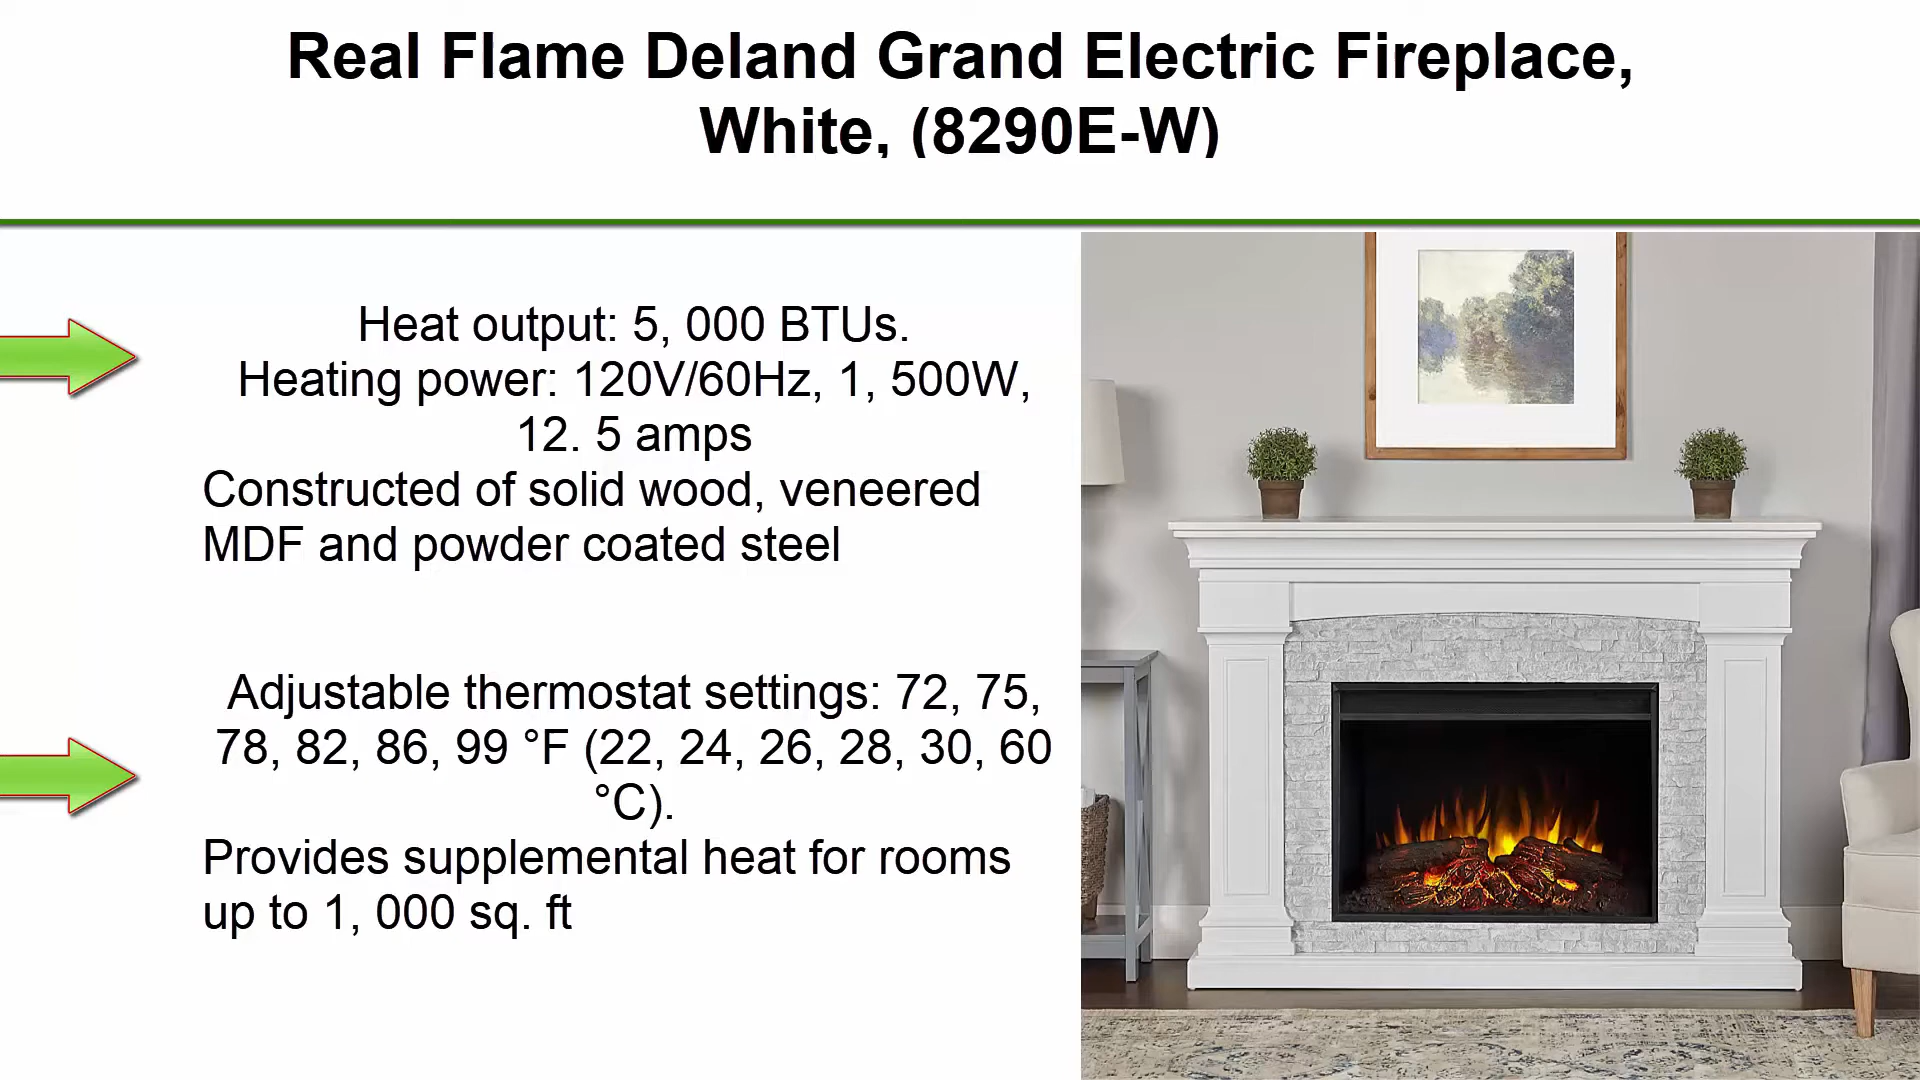 Real Flame Deland Grand Electric Fireplace,
White, (8290E-W)
Heat output: 5, 000 BTUs.
Heating power: 120V/60Hz, 1, 500W,
12. 5 amps
Constructed of solid wood, veneered
MDF and powder coated steel
Adjustable thermostat settings: 72, 75,
78, 82, 86, 99 °F (22, 24, 26, 28, 30, 60
°C).
Provides supplemental heat for rooms
up to 1, 000 sq. ft